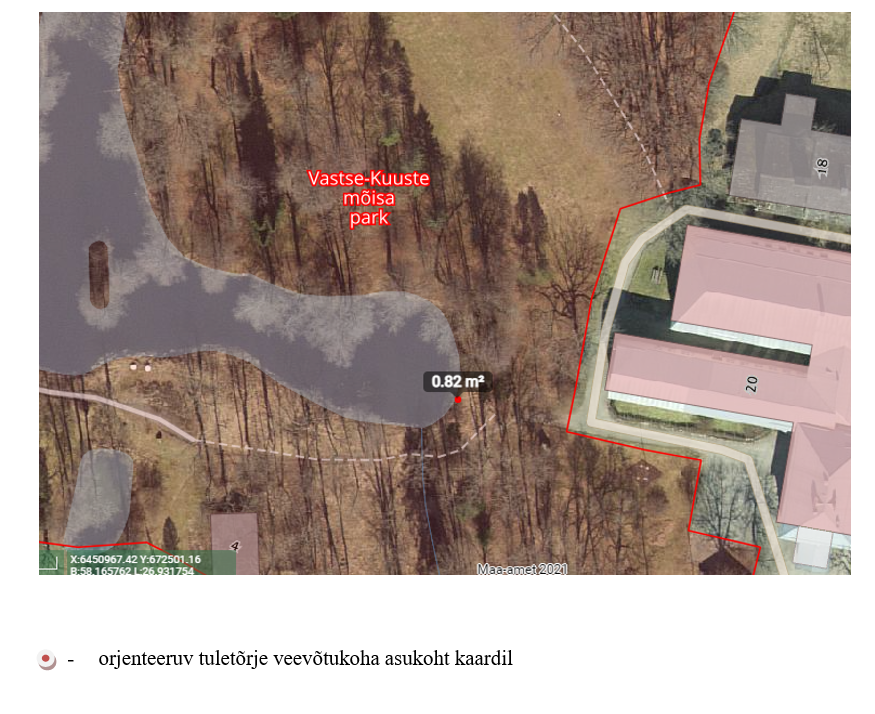 18
Vastse-Kuuste
mõisa
park
0.82 m²
20
4
X:6450967.42 Y:672501.16
B:58.165762 L:26.931754
Maa-amet 2021
- orjenteeruv tuletõrje veevõtukoha asukoht kaardil